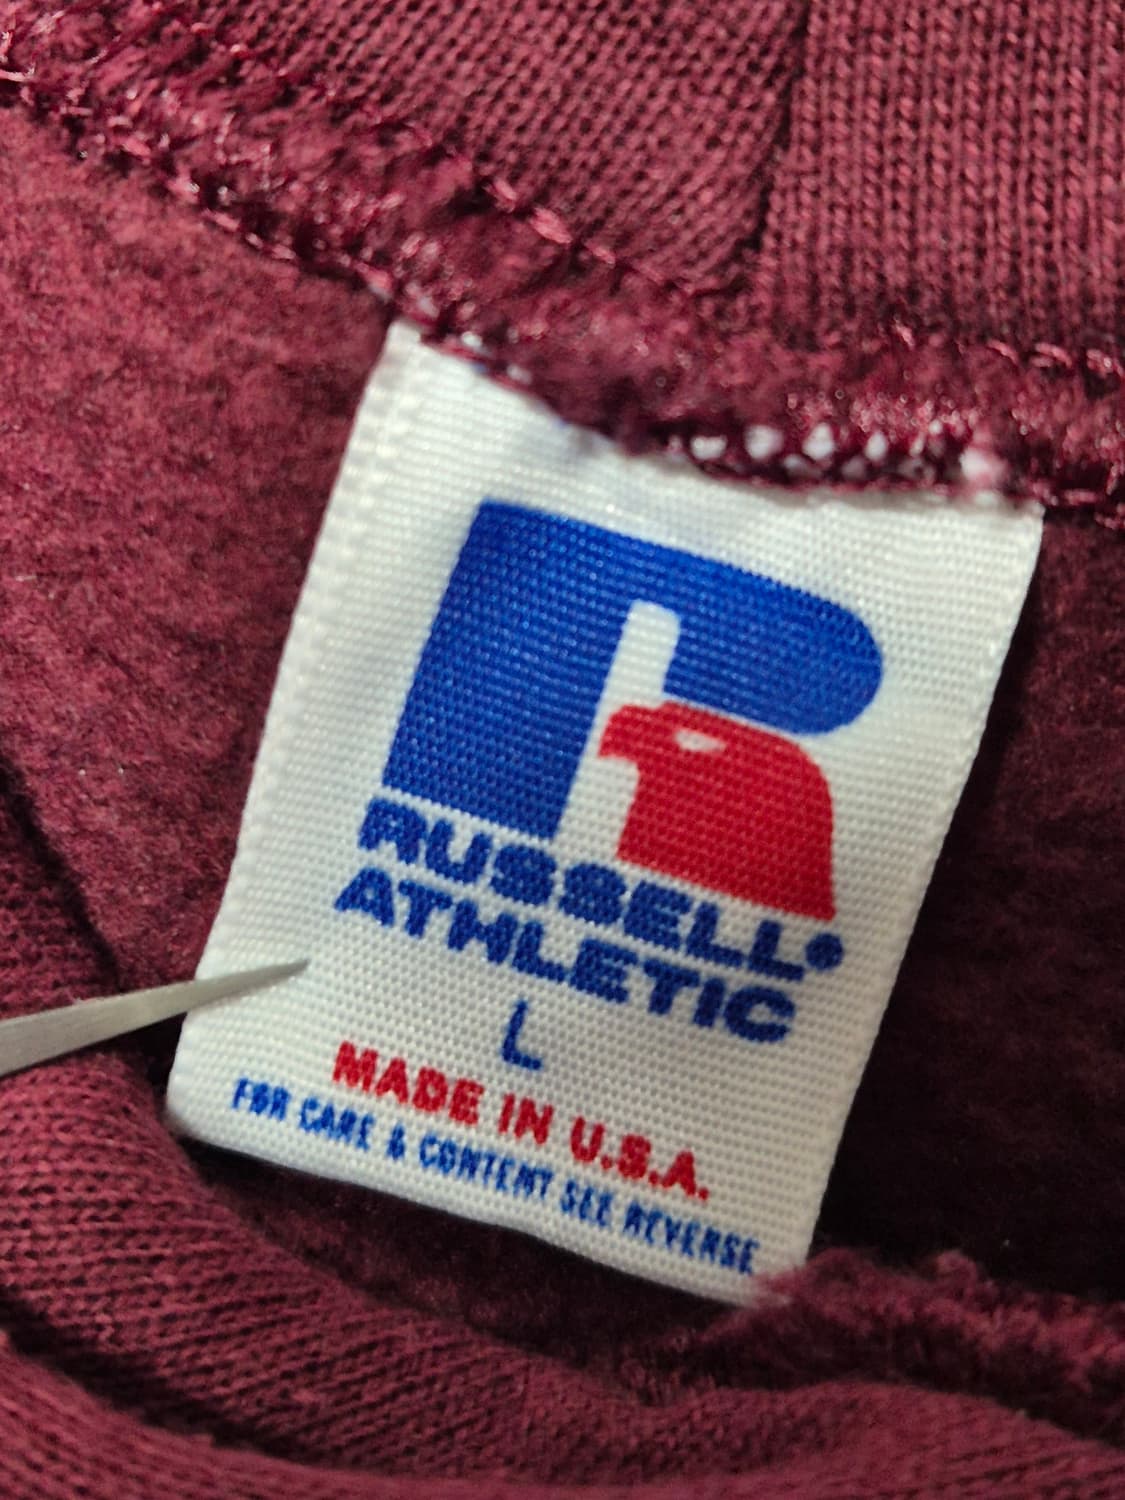 RUSSELL
ATHLETIC
L
MADE IN U.S.A.
FOR CARE & CONTENT SEE REVERSE